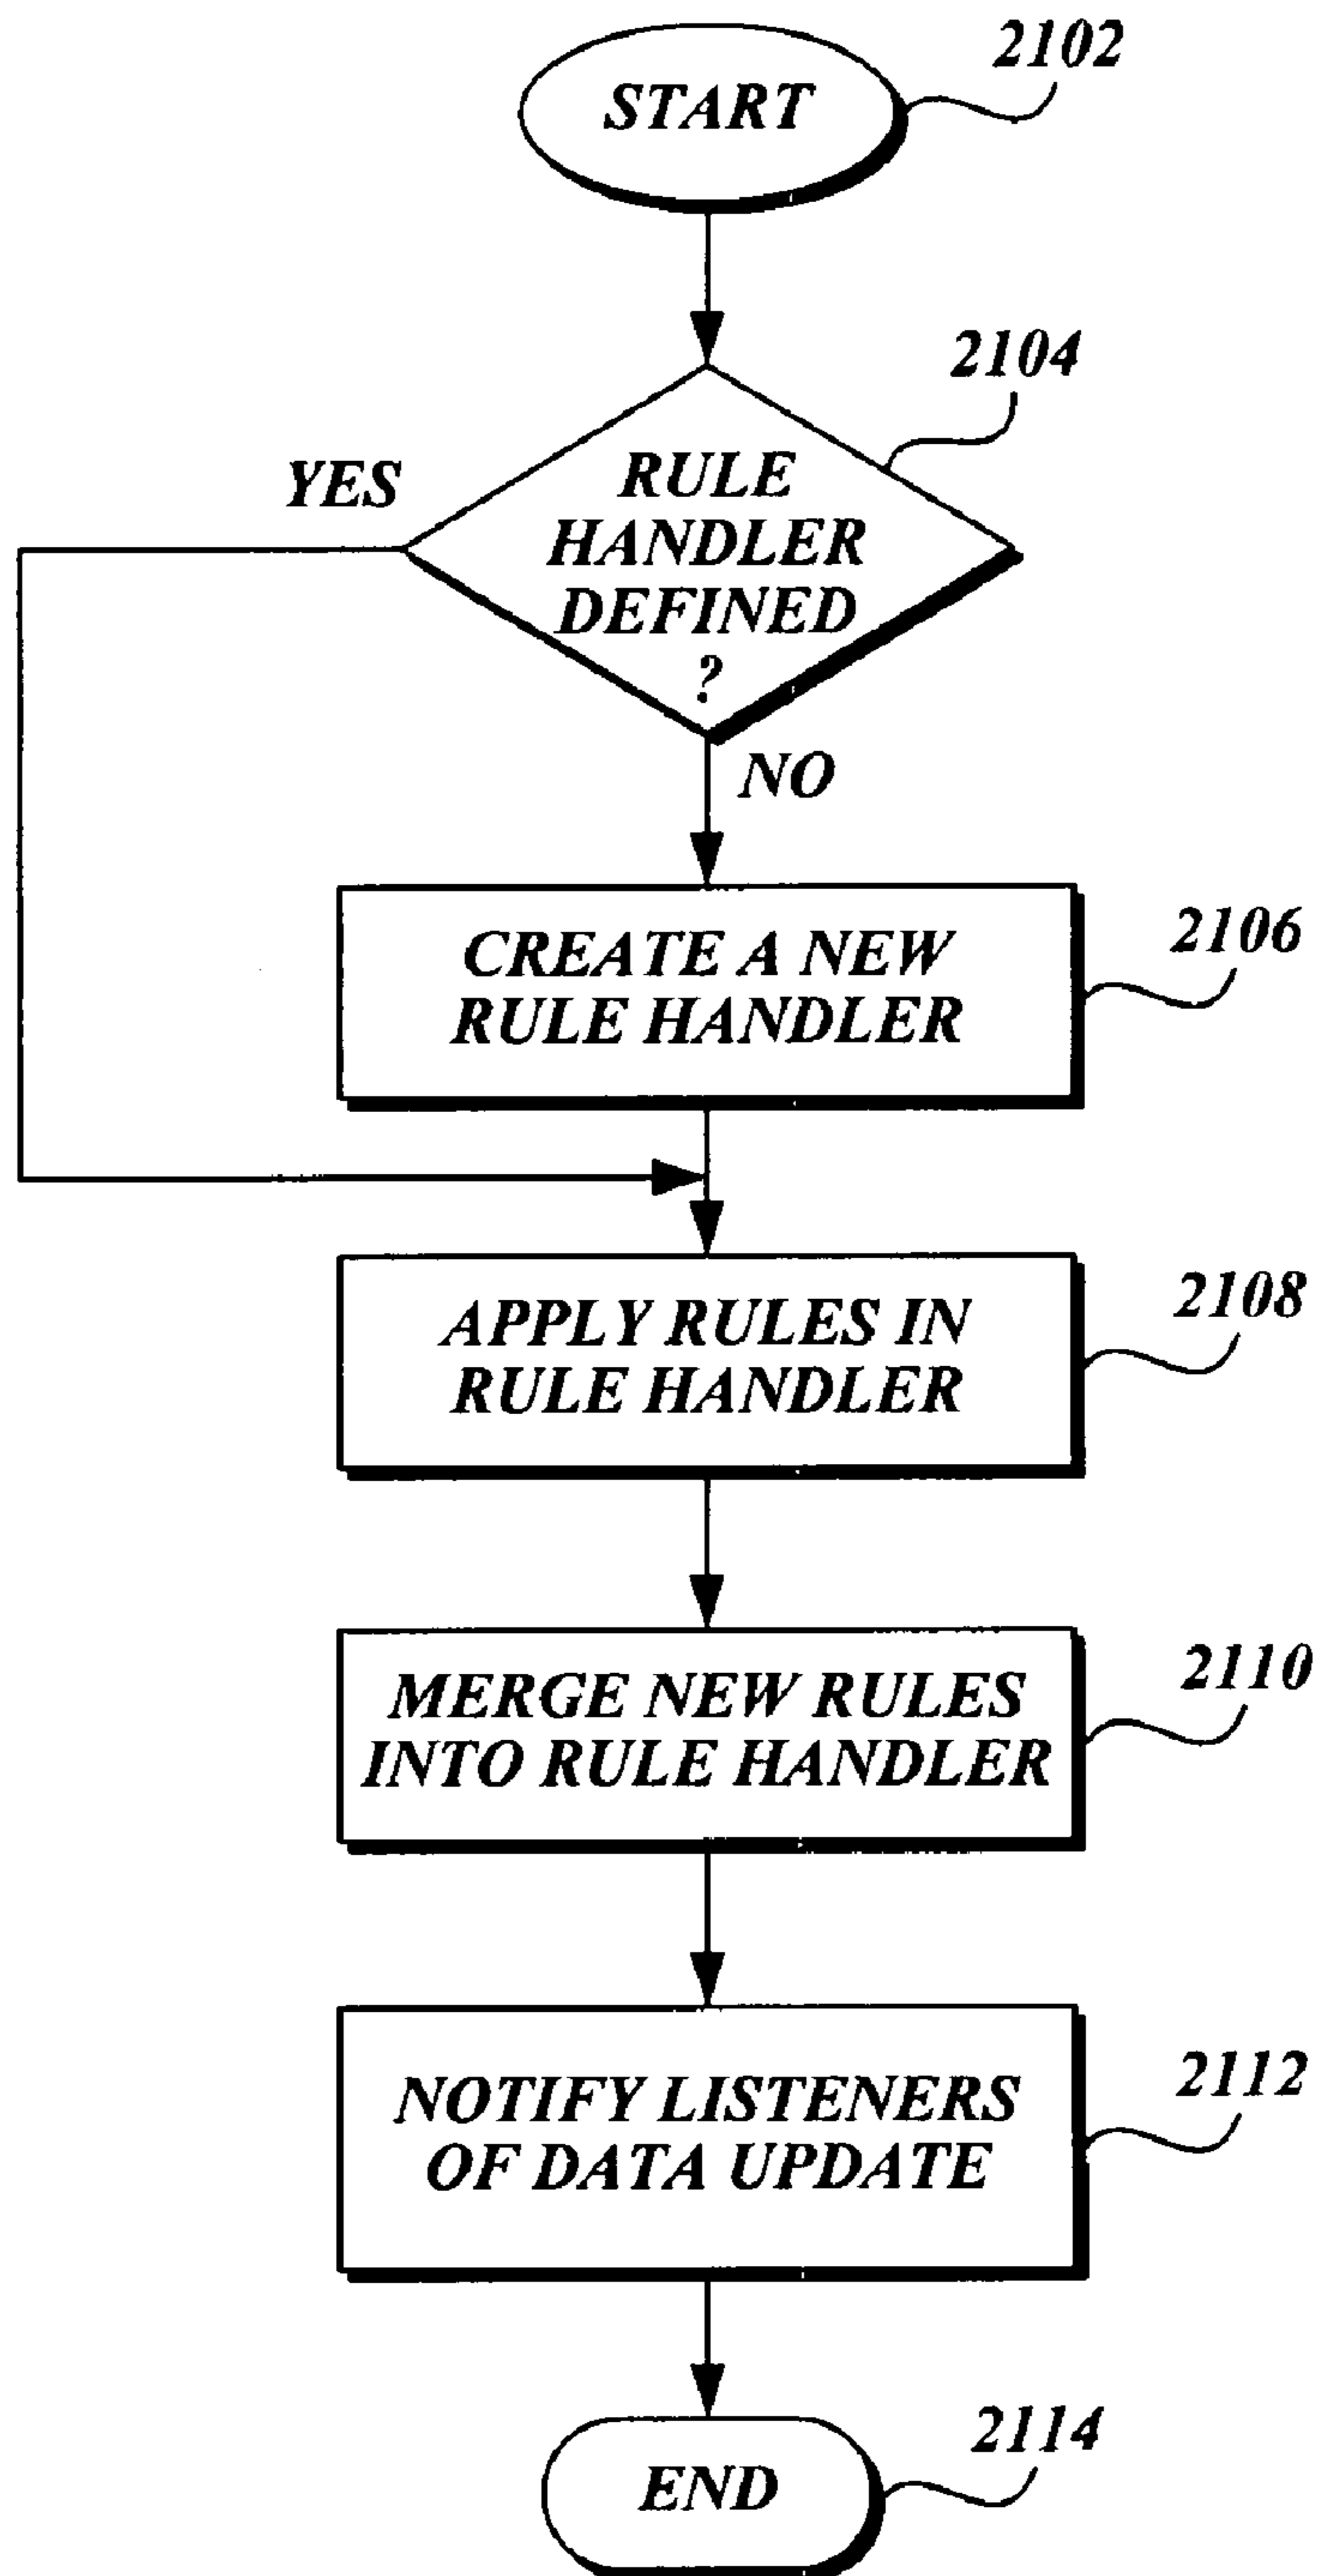 2102
START
2104
YES
RULE
HANDLER
DEFINED
?
NO
2106
CREATE A NEW
RULE HANDLER
2108
APPLY RULES IN
RULE HANDLER
2110
MERGE NEW RULES
INTO RULE HANDLER
2112
NOTIFY LISTENERS
OF DATA UPDATE
2114
END